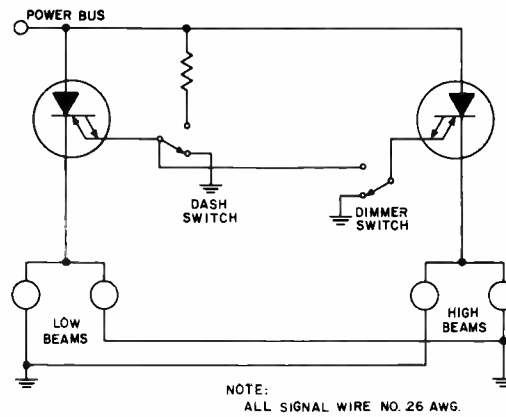 POWER BUS
DASH
SWITCH
DIMMER
SWITCH
LOW
BEAMS
HIGH
BEAMS
NOTE:
ALL SIGNAL WIRE NO. 26 AWG.